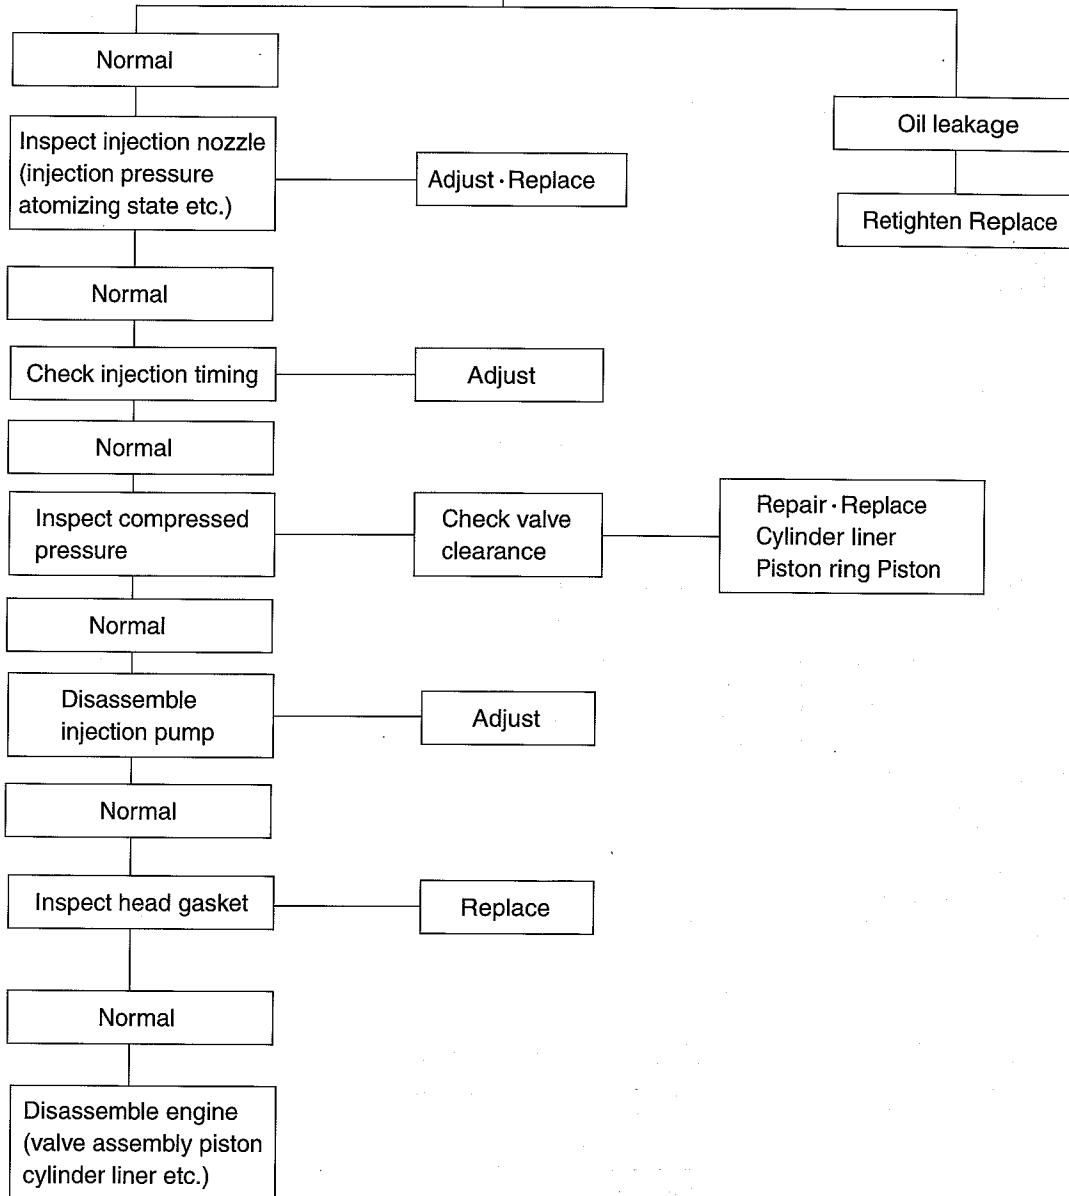 Normal
Oil leakage
Inspect injection nozzle
(injection pressure
atomizing state etc.)
Adjust·Replace
Retighten Replace
Normal
Check injection timing
Adjust
Normal
Inspect compressed
pressure
Check valve
clearance
Repair·Replace
Cylinder liner
Piston ring Piston
Normal
Disassemble
injection pump
Adjust
Normal
Inspect head gasket
Replace
Normal
Disassemble engine
(valve assembly piston
cylinder liner etc.)